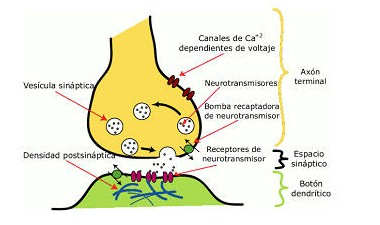 Canales de Ca+2
dependientes de voltaje
Axón
terminal
Vesícula sináptica
Neurotransmisores
Bomba recaptadora
de neurotransmisor
Densidad postsináptica
Receptores de
neurotransmisor
Espacio
sináptico
Botón
dendrítico